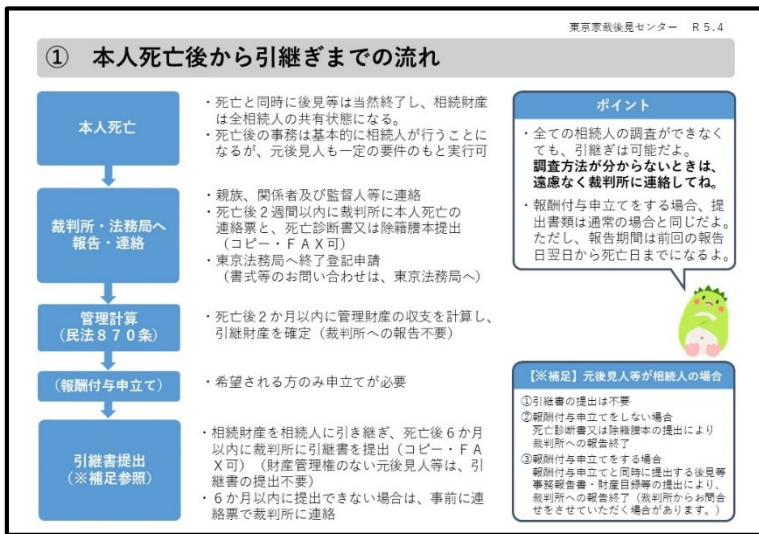 東京家裁後見センター R5.4
① 本人死亡後から引継ぎまでの流れ
本人死亡
・死亡と同時に後見等は当然終了し、相続財産
は全相続人の共有状態になる。
・死亡後の事務は基本的に相続人が行うことに
なるが、元後見人も一定の要件のもと実行可
裁判所・法務局へ
報告・連絡
・親族、関係者及び監督人等に連絡
・死亡後2週間以内に裁判所に本人死亡の
連絡票と、死亡診断書又は除籍謄本提出
(コピー・FAX可)
・東京法務局へ終了登記申請
(書式等のお問い合わせは、東京法務局へ)
管理計算
(民法870条)
・死亡後2か月以内に管理財産の収支を計算し、
引継財産を確定(裁判所への報告不要)
(報酬付与申立て)
・希望される方のみ申立てが必要
引継書提出
(※補足参照)
・相続財産を相続人に引き継ぎ、死亡後6か月
以内に裁判所に引継書を提出(コピー・FA
X可)(財産管理権のない元後見人等は、引
継書の提出不要)
・6か月以内に提出できない場合は、事前に連
絡票で裁判所に連絡
ポイント
・全ての相続人の調査ができなく
ても、引継ぎは可能だよ。
調査方法が分からないときは、
遠慮なく裁判所に連絡してね。
・報酬付与申立てをする場合、提
出書類は通常の場合と同じだよ。
ただし、報告期間は前回の報告
日翌日から死亡日までになるよ。
【※補足】元後見人等が相続人の場合
①引継書の提出は不要
②報酬付与申立てをしない場合
死亡診断書又は除籍謄本の提出により
裁判所への報告終了
③報酬付与申立てをする場合
報酬付与申立てと同時に提出する後見等
事務報告書・財産目録等の提出により、
裁判所への報告終了(裁判所からお問合
せをさせていただく場合があります。)